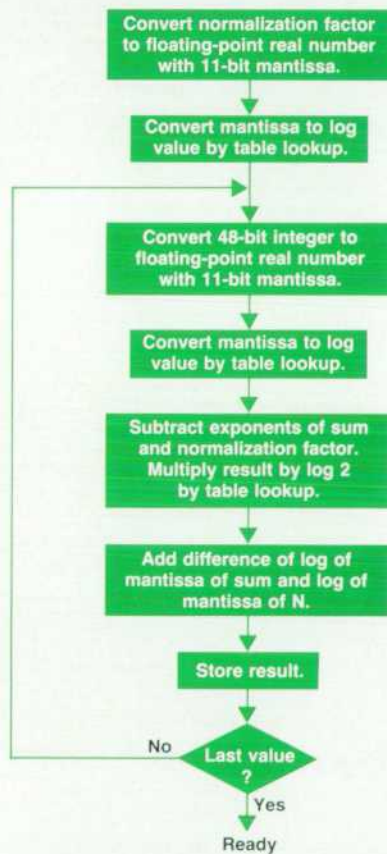 Convert normalization factor
to floating-point real number
with 11-bit mantissa.
Convert mantissa to log
value by table lookup.
Convert 48-bit integer to
floating-point real number
with 11-bit mantissa.
Convert mantissa to log
value by table lookup.
Subtract exponents of sum
and normalization factor.
Multiply result by log 2
by table lookup.
Add difference of log of
mantissa of sum and log of
mantissa of N.
Store result.
No
Last value
?
Yes
Ready